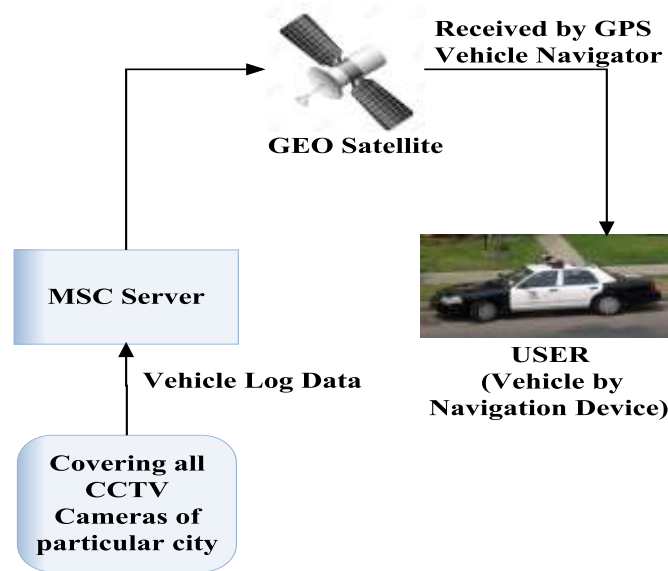 Received by GPS
Vehicle Navigator
GEO Satellite
MSC Server
USER
(Vehicle by
Navigation Device)
Vehicle Log Data
Covering all
CCTV
Cameras of
particular city